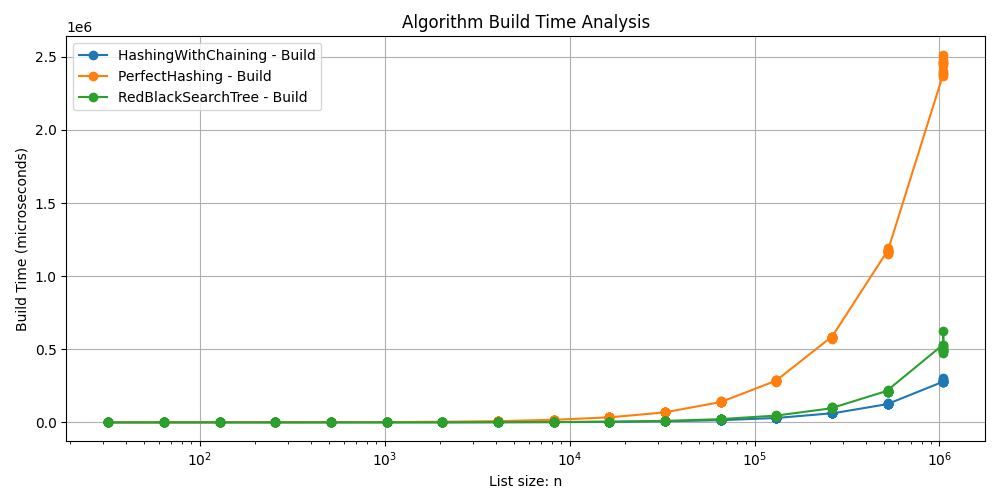 Algorithm Build Time Analysis
1e6
HashingWithChaining - Build
PerfectHashing - Build
RedBlackSearchTree - Build
Build Time (microseconds)
2.5
2.0
1.5
1.0
0.5
0.0
10² 10³ 10⁴ 10⁵ 10⁶
List size: n